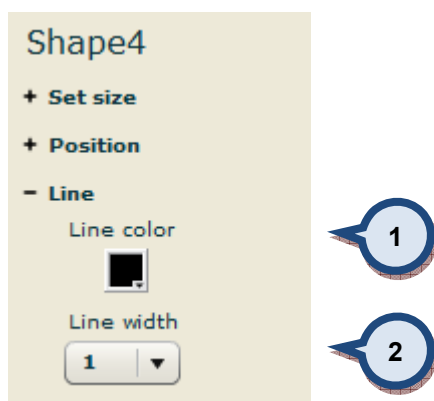 Shape4
+ Set size
+ Position
- Line
Line color
1
Line width
1
2